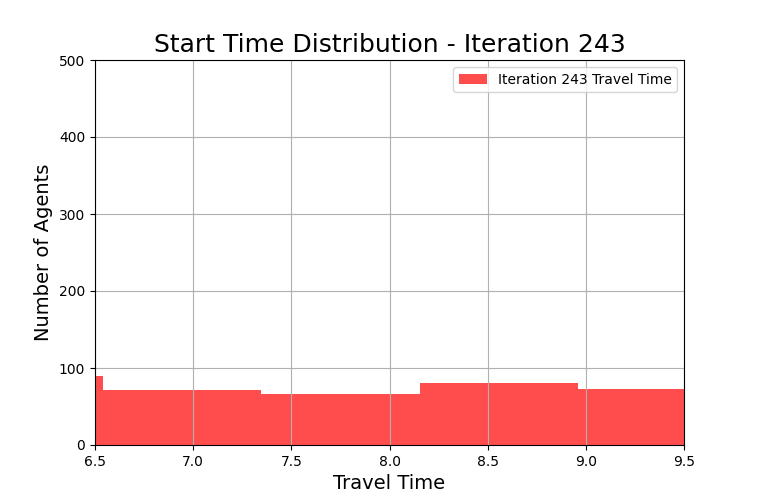 Start Time Distribution - Iteration 243
500
400
300
200
100
0
Number of Agents
Iteration 243 Travel Time
6.5 7.0 7.5 8.0 8.5 9.0 9.5
Travel Time